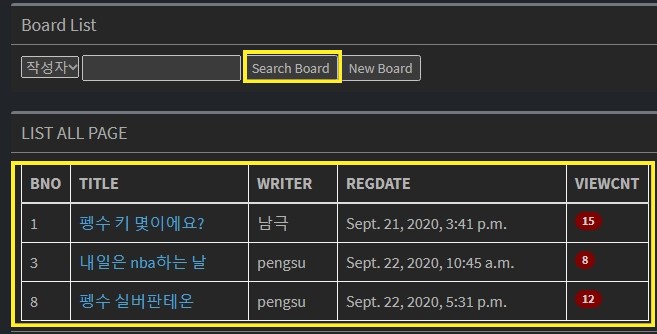 Board List
작성자 Search Board New Board
LIST ALL PAGE
BNO TITLE WRITER REGDATE VIEWCNT
1 펭수 키 몇이에요? 남극 Sept. 21, 2020, 3:41 p.m. 15
3 내일은 nba하는 날 pengsu Sept. 22, 2020, 10:45 a.m. 8
8 펭수 실버판테온 pengsu Sept. 22, 2020, 5:31 p.m. 12